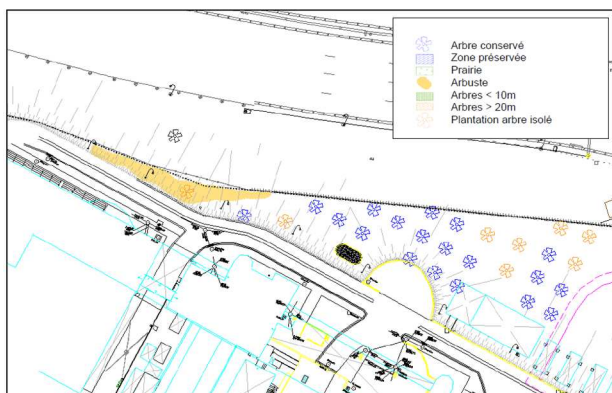 Arbre conservé
Zone préservée
Prairie
Arbuste
Arbres < 10m
Arbres > 20m
Plantation arbre isolé